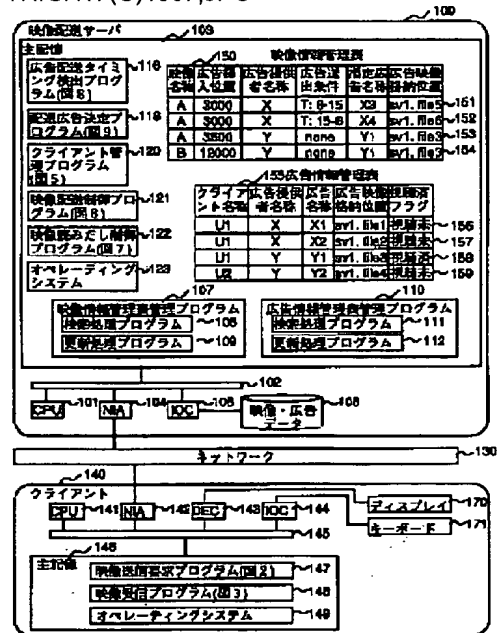 100
映像配送サーバ 103
主記憶
広告配送タイミング検出プログラム(図8) 116
配送広告決定プログラム(図9) 118
クライアント管理プログラム(図5) 120
映像配送制御プログラム(図6) 121
映像読みだし制御プログラム(図7) 122
オペレーティングシステム 123
150 映像情報管理表
映像名称 広告挿入位置 広告提供者名称 広告送出条件 指定広告名称 広告映像格納位置
A 3000 X T: 8-15 X3 sv1.file5 151
A 3000 X T: 15-8 X4 sv1.file6 152
A 3500 Y none Y1 sv1.file3 153
B 18000 Y none Y1 sv1.file3 154
155 広告情報管理表
クライアント名称 広告提供者名称 広告名称 広告映像格納位置 視聴済フラグ
U1 X X1 sv1.file1 視聴未 156
U1 X X2 sv1.file2 視聴未 157
U1 Y Y1 sv1.file3 視聴未 158
U2 Y Y2 sv1.file4 視聴未 159
107
映像情報管理表管理プログラム
検索処理プログラム 108
更新処理プログラム 109
110
広告情報管理表管理プログラム
検索処理プログラム 111
更新処理プログラム 112
102
CPU 101 NIA 104 IOC 105 映像・広告データ 106
ネットワーク 130
140
クライアント
CPU 141 NIA 142 DEC 143 IOC 144
ディスプレイ 170
キーボード 171
145
146
主記憶
映像送信要求プログラム(図2) 147
映像受信プログラム(図3) 148
オペレーティングシステム 149